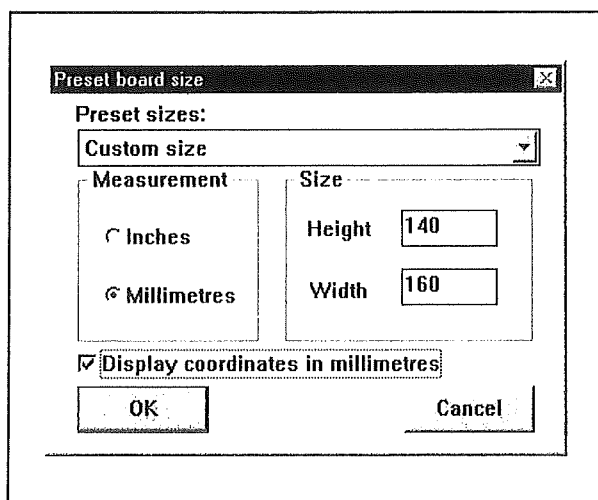 Preset board size
Preset sizes:
Custom size
Measurement
Inches
Millimetres
Size
Height 140
Width 160
Display coordinates in millimetres
OK Cancel